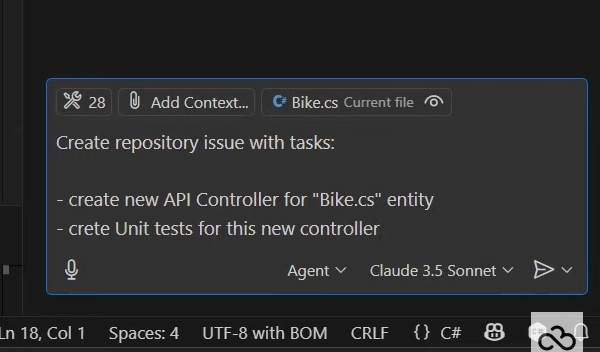 28 Add Context... C# Bike.cs Current file
Create repository issue with tasks:
- create new API Controller for "Bike.cs" entity
- crete Unit tests for this new controller
Agent Claude 3.5 Sonnet
Ln 18, Col 1 Spaces: 4 UTF-8 with BOM CRLF {} C#